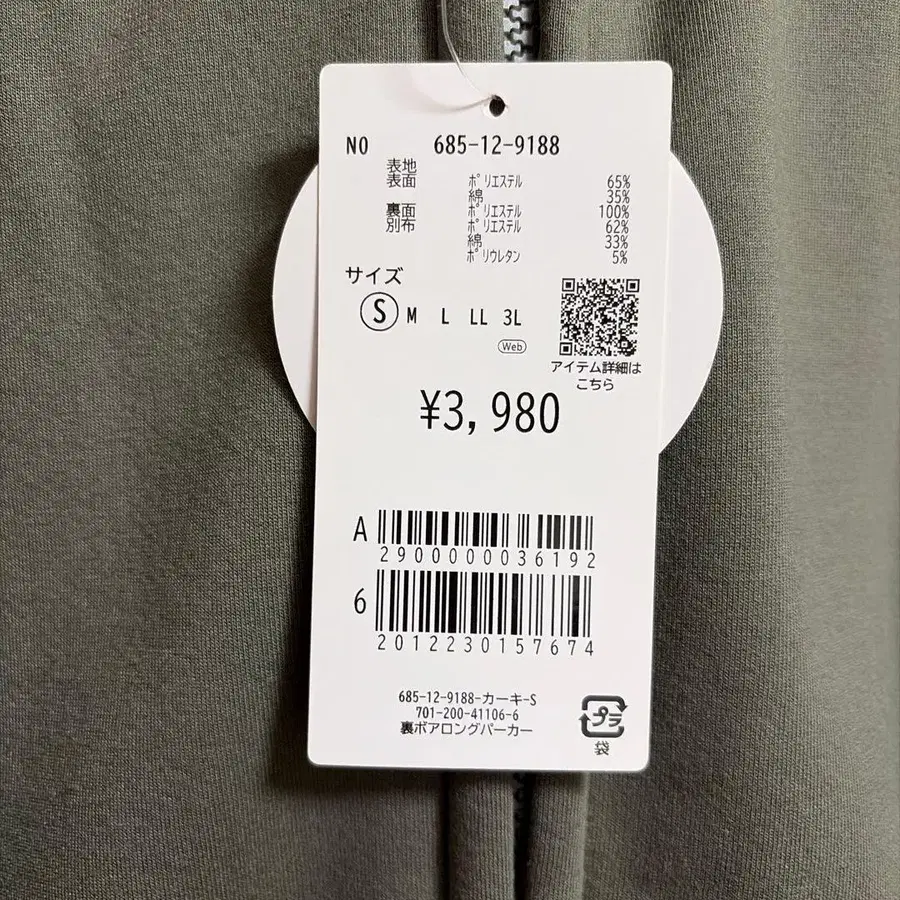 NO 685-12-9188
表地
表面 ポリエステル 65%
綿 35%
裏面 ポリエステル 100%
別布 ポリエステル 62%
綿 33%
ポリウレタン 5%
サイズ
S M L LL 3L
Web
アイテム詳細は
こちら
¥3,980
A
2900000036192
6
2012230157674
685-12-9188-カーキ-S
701-200-41106-6
裏ボアロングパーカー
プラ
袋